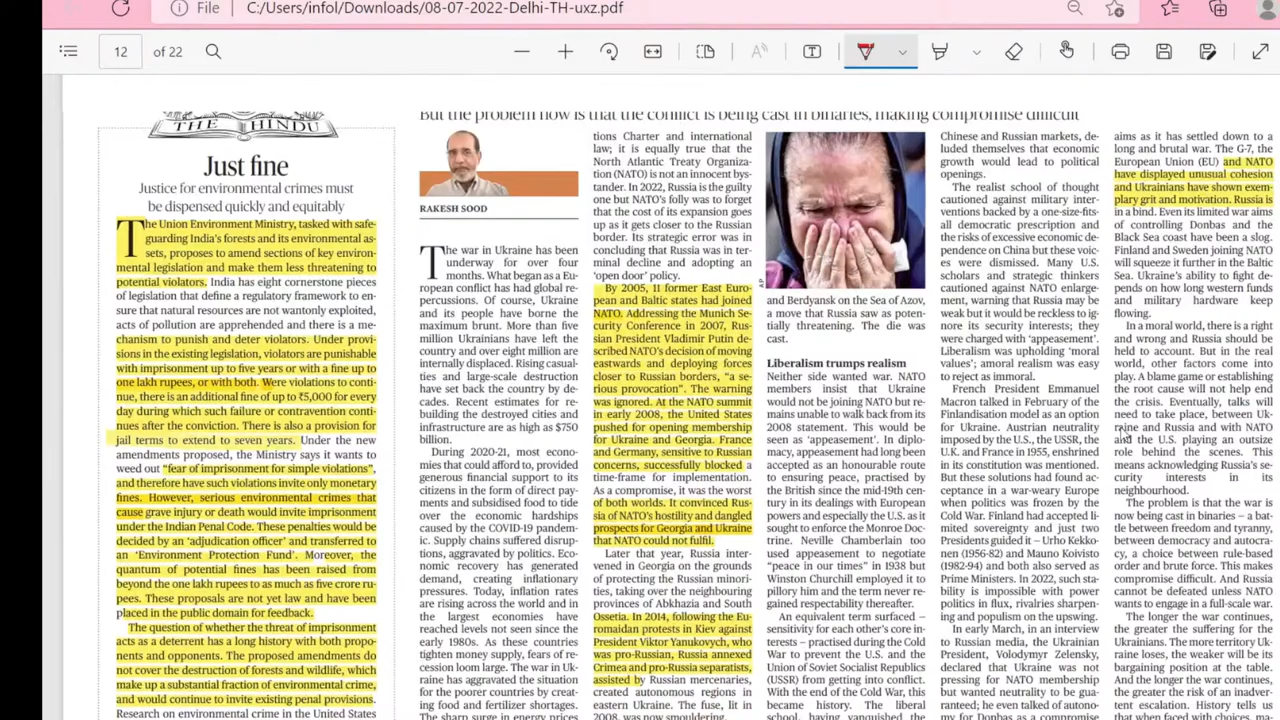 File
C:/Users/infol/Downloads/08-07-2022-Delhi-TH-uxz.pdf
12
of 22
But the problem now is that the conflict is being cast in binaries, making compromise difficult
THE HINDU
Just fine
Justice for environmental crimes must
be dispensed quickly and equitably
The Union Environment Ministry, tasked with safe-
guarding India's forests and its environmental as-
sets, proposes to amend sections of key environ-
mental legislation and make them less threatening to
potential violators. India has eight cornerstone pieces
of legislation that define a regulatory framework to en-
sure that natural resources are not wantonly exploited,
acts of pollution are apprehended and there is a me-
chanism to punish and deter violators. Under provi-
sions in the existing legislation, violators are punishable
with imprisonment up to five years or with a fine up to
one lakh rupees, or with both. Were violations to conti-
nue, there is an additional fine of up to ₹5,000 for every
day during which such failure or contravention conti-
nues after the conviction. There is also a provision for
jail terms to extend to seven years. Under the new
amendments proposed, the Ministry says it wants to
weed out "fear of imprisonment for simple violations",
and therefore have such violations invite only monetary
fines. However, serious environmental crimes that
cause grave injury or death would invite imprisonment
under the Indian Penal Code. These penalties would be
decided by an 'adjudication officer' and transferred to
an 'Environment Protection Fund'. Moreover, the
quantum of potential fines has been raised from
beyond the one lakh rupees to as much as five crore ru-
pees. These proposals are not yet law and have been
placed in the public domain for feedback.
The question of whether the threat of imprisonment
acts as a deterrent has a long history with both propo-
nents and opponents. The proposed amendments do
not cover the destruction of forests and wildlife, which
make up a substantial fraction of environmental crime,
and would continue to invite existing penal provisions.
Research on environmental crime in the United States
RAKESH SOOD
The war in Ukraine has been
underway for over four
months. What began as a Eu-
ropean conflict has had global re-
percussions. Of course, Ukraine
and its people have borne the
maximum brunt. More than five
million Ukrainians have left the
country and over eight million are
internally displaced. Rising casual-
ties and large-scale destruction
have set back the country by de-
cades. Recent estimates for re-
building the destroyed cities and
infrastructure are as high as $750
billion.
During 2020-21, most econo-
mies that could afford to, provided
generous financial support to its
citizens in the form of direct pay-
ments and subsidised food to tide
over the economic hardships
caused by the COVID-19 pandem-
ic. Supply chains suffered disrup-
tions, aggravated by politics. Eco-
nomic recovery has generated
demand, creating inflationary
pressures. Today, inflation rates
are rising across the world and in
the largest economies have
reached levels not seen since the
early 1980s. As these countries
tighten money supply, fears of re-
cession loom large. The war in Uk-
raine has aggravated the situation
for the poorer countries by creat-
ing food and fertilizer shortages.
The sharp surge in energy prices
tions Charter and international
law; it is equally true that the
North Atlantic Treaty Organiza-
tion (NATO) is not an innocent bys-
tander. In 2022, Russia is the guilty
one but NATO's folly was to forget
that the cost of its expansion goes
up as it gets closer to the Russian
border. Its strategic error was in
concluding that Russia was in ter-
minal decline and adopting an
'open door' policy.
By 2005, 11 former East Euro-
pean and Baltic states had joined
NATO. Addressing the Munich Se-
curity Conference in 2007, Rus-
sian President Vladimir Putin de-
scribed NATO's decision of moving
eastwards and deploying forces
closer to Russian borders, "a se-
rious provocation". The warning
was ignored. At the NATO summit
in early 2008, the United States
pushed for opening membership
for Ukraine and Georgia. France
and Germany, sensitive to Russian
concerns, successfully blocked a
time-frame for implementation.
As a compromise, it was the worst
of both worlds. It convinced Rus-
sia of NATO's hostility and dangled
prospects for Georgia and Ukraine
that NATO could not fulfil.
Later that year, Russia inter-
vened in Georgia on the grounds
of protecting the Russian minori-
ties, taking over the neighbouring
provinces of Abkhazia and South
Ossetia. In 2014, following the Eu-
romaidan protests in Kiev against
President Viktor Yanukovych, who
was pro-Russian, Russia annexed
Crimea and pro-Russia separatists,
assisted by Russian mercenaries,
created autonomous regions in
eastern Ukraine. The fuse, lit in
2008, was now smouldering.
AP
and Berdyansk on the Sea of Azov,
a move that Russia saw as poten-
tially threatening. The die was
cast.
Liberalism trumps realism
Neither side wanted war. NATO
members insist that Ukraine
would not be joining NATO but re-
mains unable to walk back from its
2008 statement. This would be
seen as 'appeasement'. In diplo-
macy, appeasement had long been
accepted as an honourable route
to ensuring peace, practised by
the British since the mid-19th cen-
tury in its dealings with European
powers and especially the U.S. as it
sought to enforce the Monroe Doc-
trine. Neville Chamberlain too
used appeasement to negotiate
"peace in our times" in 1938 but
Winston Churchill employed it to
pillory him and the term never re-
gained respectability thereafter.
An equivalent term surfaced –
sensitivity for each other's core in-
terests – practised during the Cold
War to prevent the U.S. and the
Union of Soviet Socialist Republics
(USSR) from getting into conflict.
With the end of the Cold War, this
became history. The liberal
school, having vanquished the
Chinese and Russian markets, de-
luded themselves that economic
growth would lead to political
openings.
The realist school of thought
cautioned against military inter-
ventions backed by a one-size-fits-
all democratic prescription and
the risks of excessive economic de-
pendence on China but these voic-
es were dismissed. Many U.S.
scholars and strategic thinkers
cautioned against NATO enlarge-
ment, warning that Russia may be
weak but it would be reckless to ig-
nore its security interests; they
were charged with 'appeasement'.
Liberalism was upholding 'moral
values'; amoral realism was easy
to reject as immoral.
French President Emmanuel
Macron talked in February of the
Finlandisation model as an option
for Ukraine. Austrian neutrality
imposed by the U.S., the USSR, the
U.K. and France in 1955, enshrined
in its constitution was mentioned.
But these solutions had found ac-
ceptance in a war-weary Europe
when politics was frozen by the
Cold War. Finland had accepted li-
mited sovereignty and just two
Presidents guided it – Urho Kekko-
nen (1956-82) and Mauno Koivisto
(1982-94) and both also served as
Prime Ministers. In 2022, such sta-
bility is impossible with power
politics in flux, rivalries sharpen-
ing and populism on the upswing.
In early March, in an interview
to Russian media, the Ukrainian
President, Volodymyr Zelensky,
declared that Ukraine was not
pressing for NATO membership
but wanted neutrality to be gua-
ranteed; he even talked of autono-
my for Donbas as a compromise
aims as it has settled down to a
long and brutal war. The G-7, the
European Union (EU) and NATO
have displayed unusual cohesion
and Ukrainians have shown exem-
plary grit and motivation. Russia is
in a bind. Even its limited war aims
of controlling Donbas and the
Black Sea coast have been a slog.
Finland and Sweden joining NATO
will squeeze it further in the Baltic
Sea. Ukraine's ability to fight de-
pends on how long western funds
and military hardware keep
flowing.
In a moral world, there is a right
and wrong and Russia should be
held to account. But in the real
world, other factors come into
play. A blame game or establishing
the root cause will not help end
the war. Eventually, talks will
need to take place, between Uk-
raine and Russia and with NATO
and the U.S. playing an outsize
role behind the scenes. This
means acknowledging Russia's se-
curity interests in its
neighbourhood.
The problem is that the war is
now being cast in binaries – a bat-
tle between freedom and tyranny,
between democracy and autocra-
cy, a choice between rule-based
order and brute force. This makes
compromise difficult. And Russia
cannot be defeated unless NATO
wants to engage in a full-scale war.
The longer the war continues,
the greater the suffering for the
Ukrainians. The more territory Uk-
raine loses, the weaker will be its
bargaining position at the table.
And the longer the war continues,
the greater the risk of an inadver-
tent escalation. History tells us